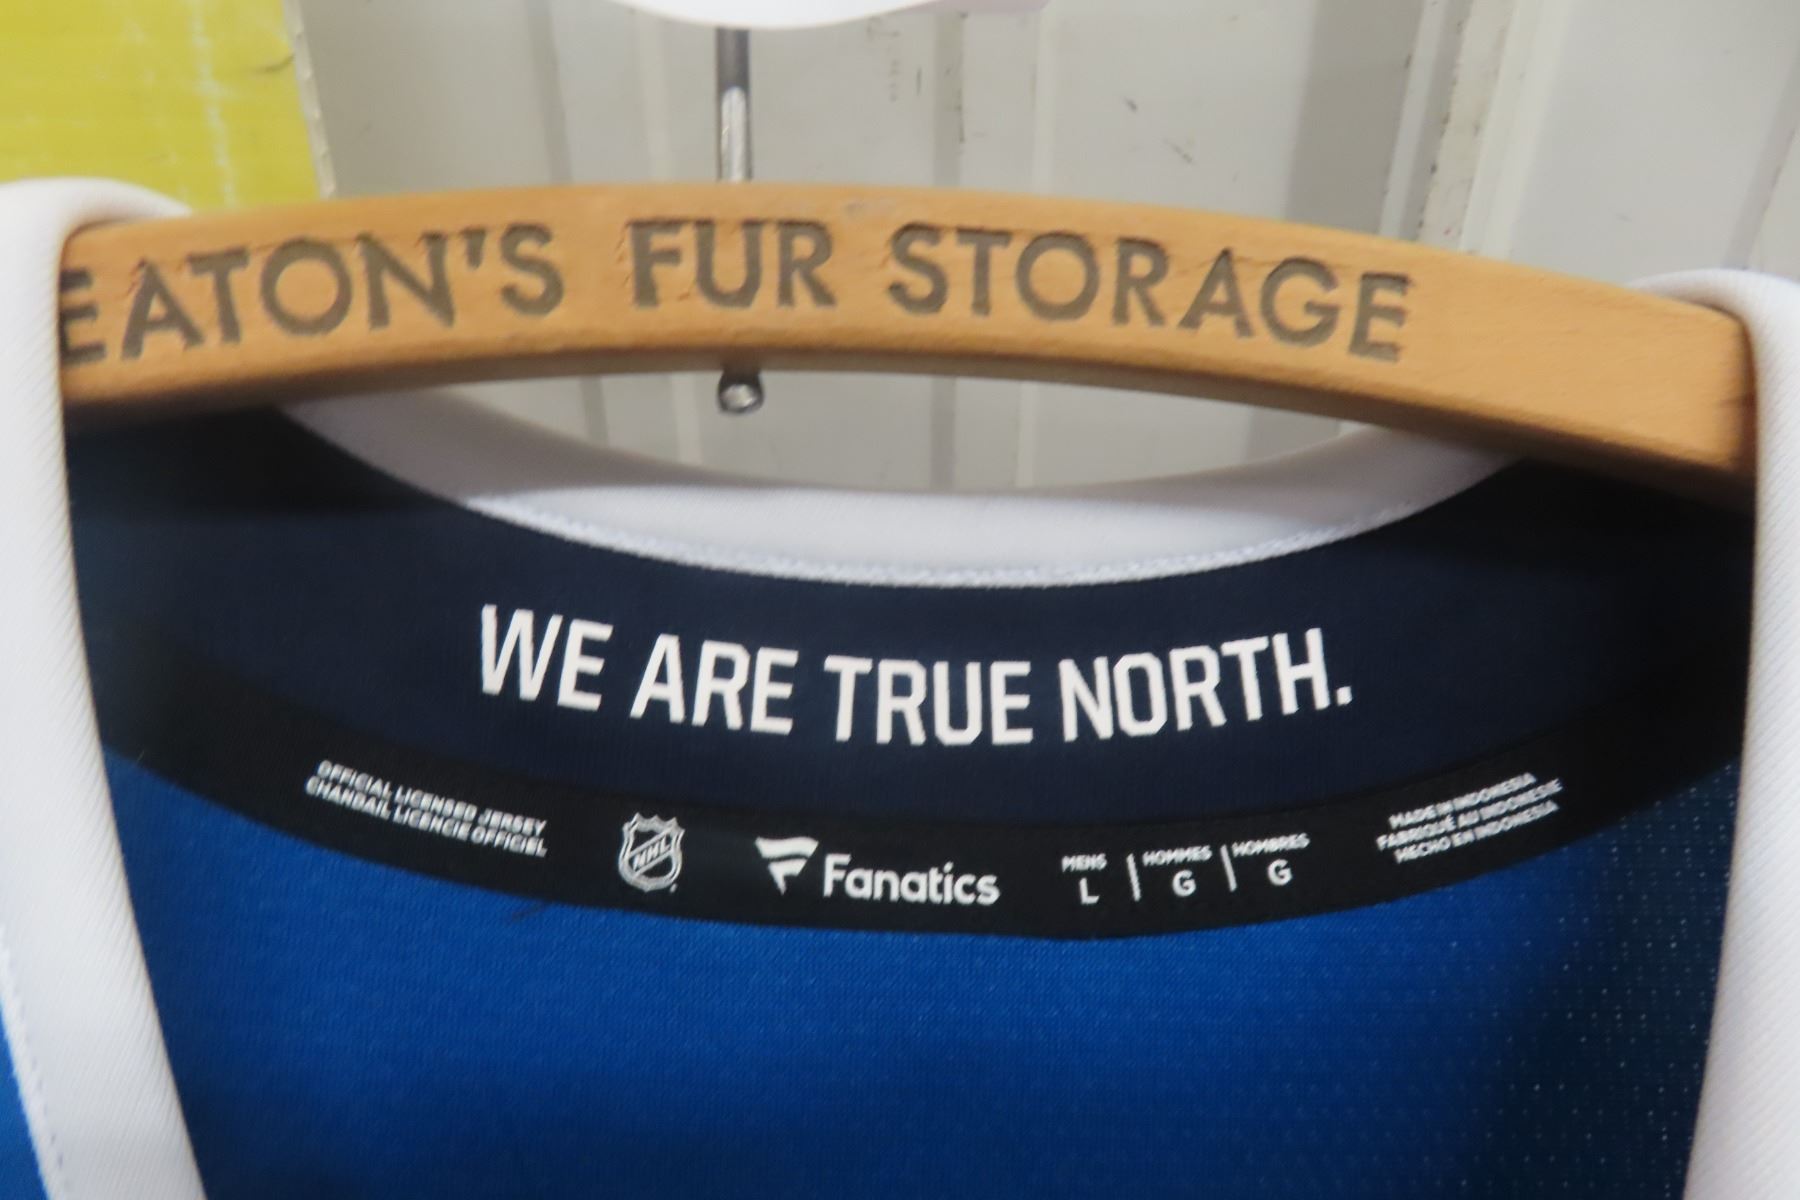 EATON'S FUR STORAGE
WE ARE TRUE NORTH.
OFFICIAL LICENSED JERSEY
CHANDAIL LICENCIÉ OFFICIEL
NHL
Fanatics
MENS
L
HOMMES
G
HOMBRES
G
MADE IN INDONESIA
FABRIQUÉ AU INDONESIE
HECHO EN INDONESIA